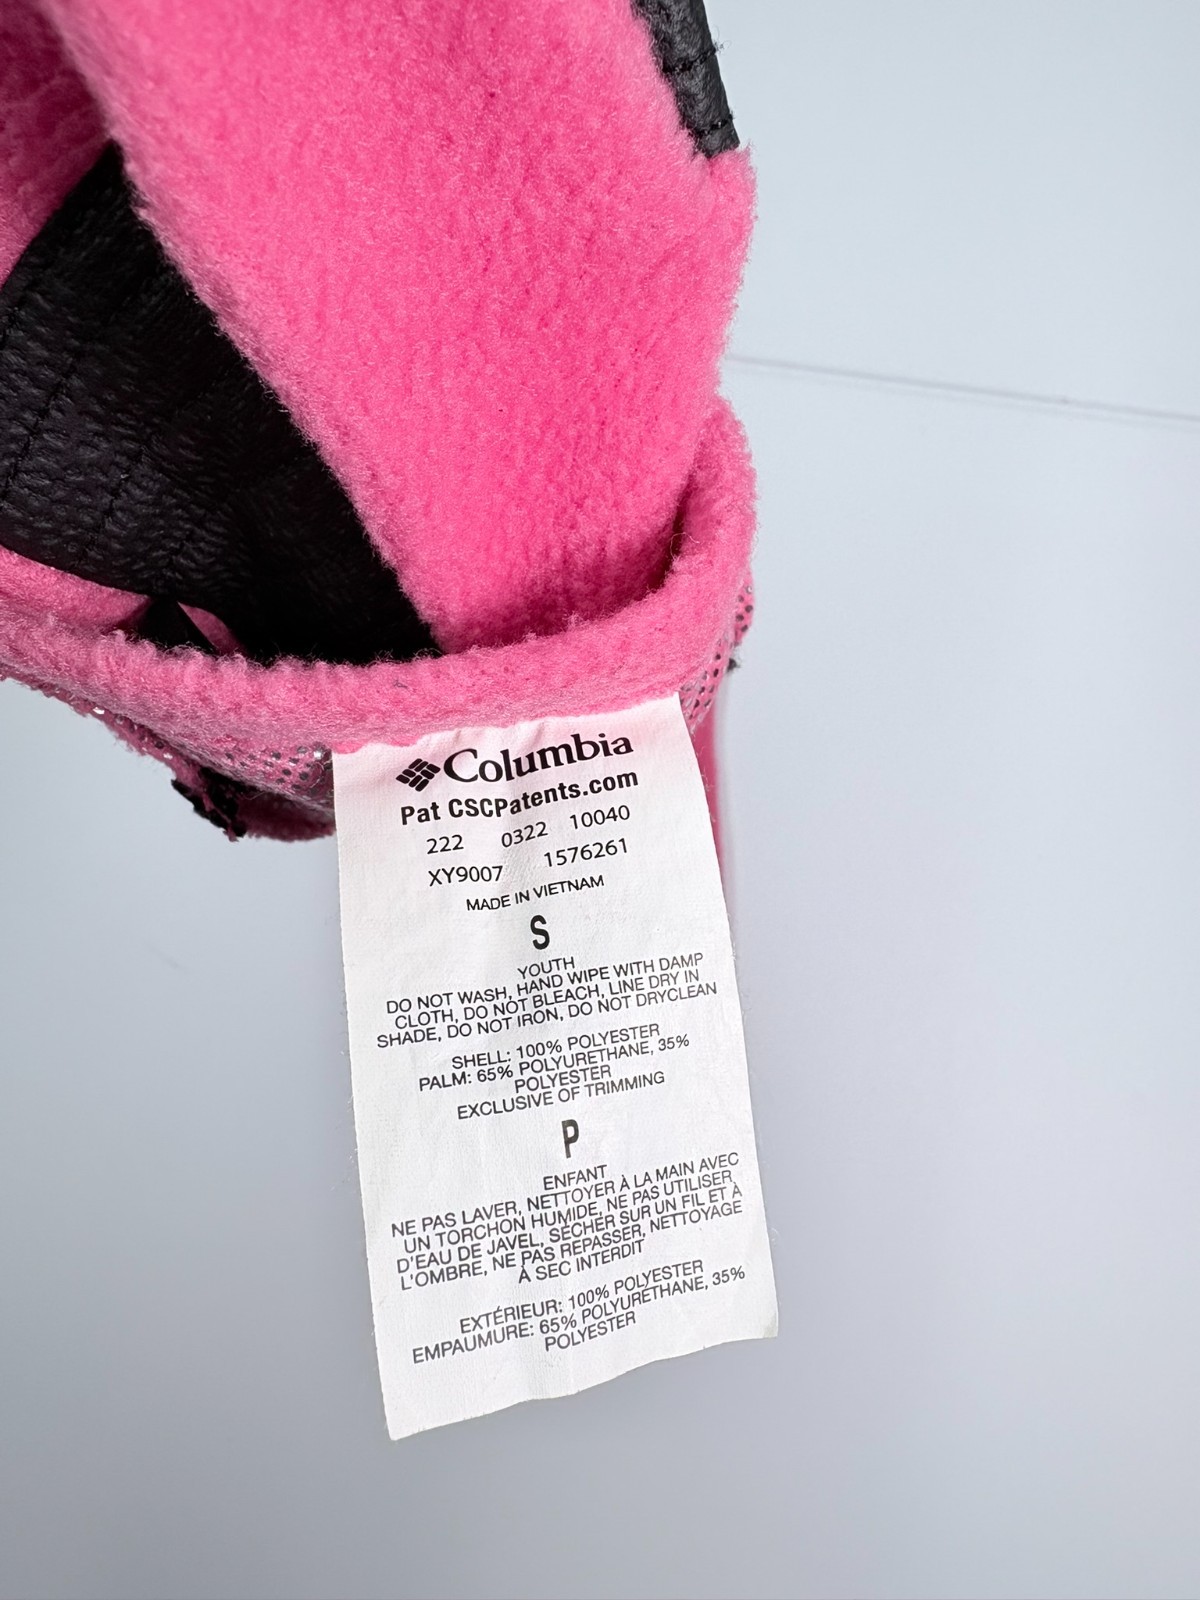 Columbia
Pat CSCPatents.com
222 0322 10040
XY9007 1576261
MADE IN VIETNAM
S
YOUTH
DO NOT WASH, HAND WIPE WITH DAMP
CLOTH, DO NOT BLEACH, LINE DRY IN
SHADE, DO NOT IRON, DO NOT DRYCLEAN
SHELL: 100% POLYESTER
PALM: 65% POLYURETHANE, 35%
POLYESTER
EXCLUSIVE OF TRIMMING
P
ENFANT
NE PAS LAVER, NETTOYER À LA MAIN AVEC
UN TORCHON HUMIDE, NE PAS UTILISER
D'EAU DE JAVEL, SÉCHER SUR UN FIL ET À
L'OMBRE, NE PAS REPASSER, NETTOYAGE
À SEC INTERDIT
EXTÉRIEUR: 100% POLYESTER
EMPAUMURE: 65% POLYURETHANE, 35%
POLYESTER